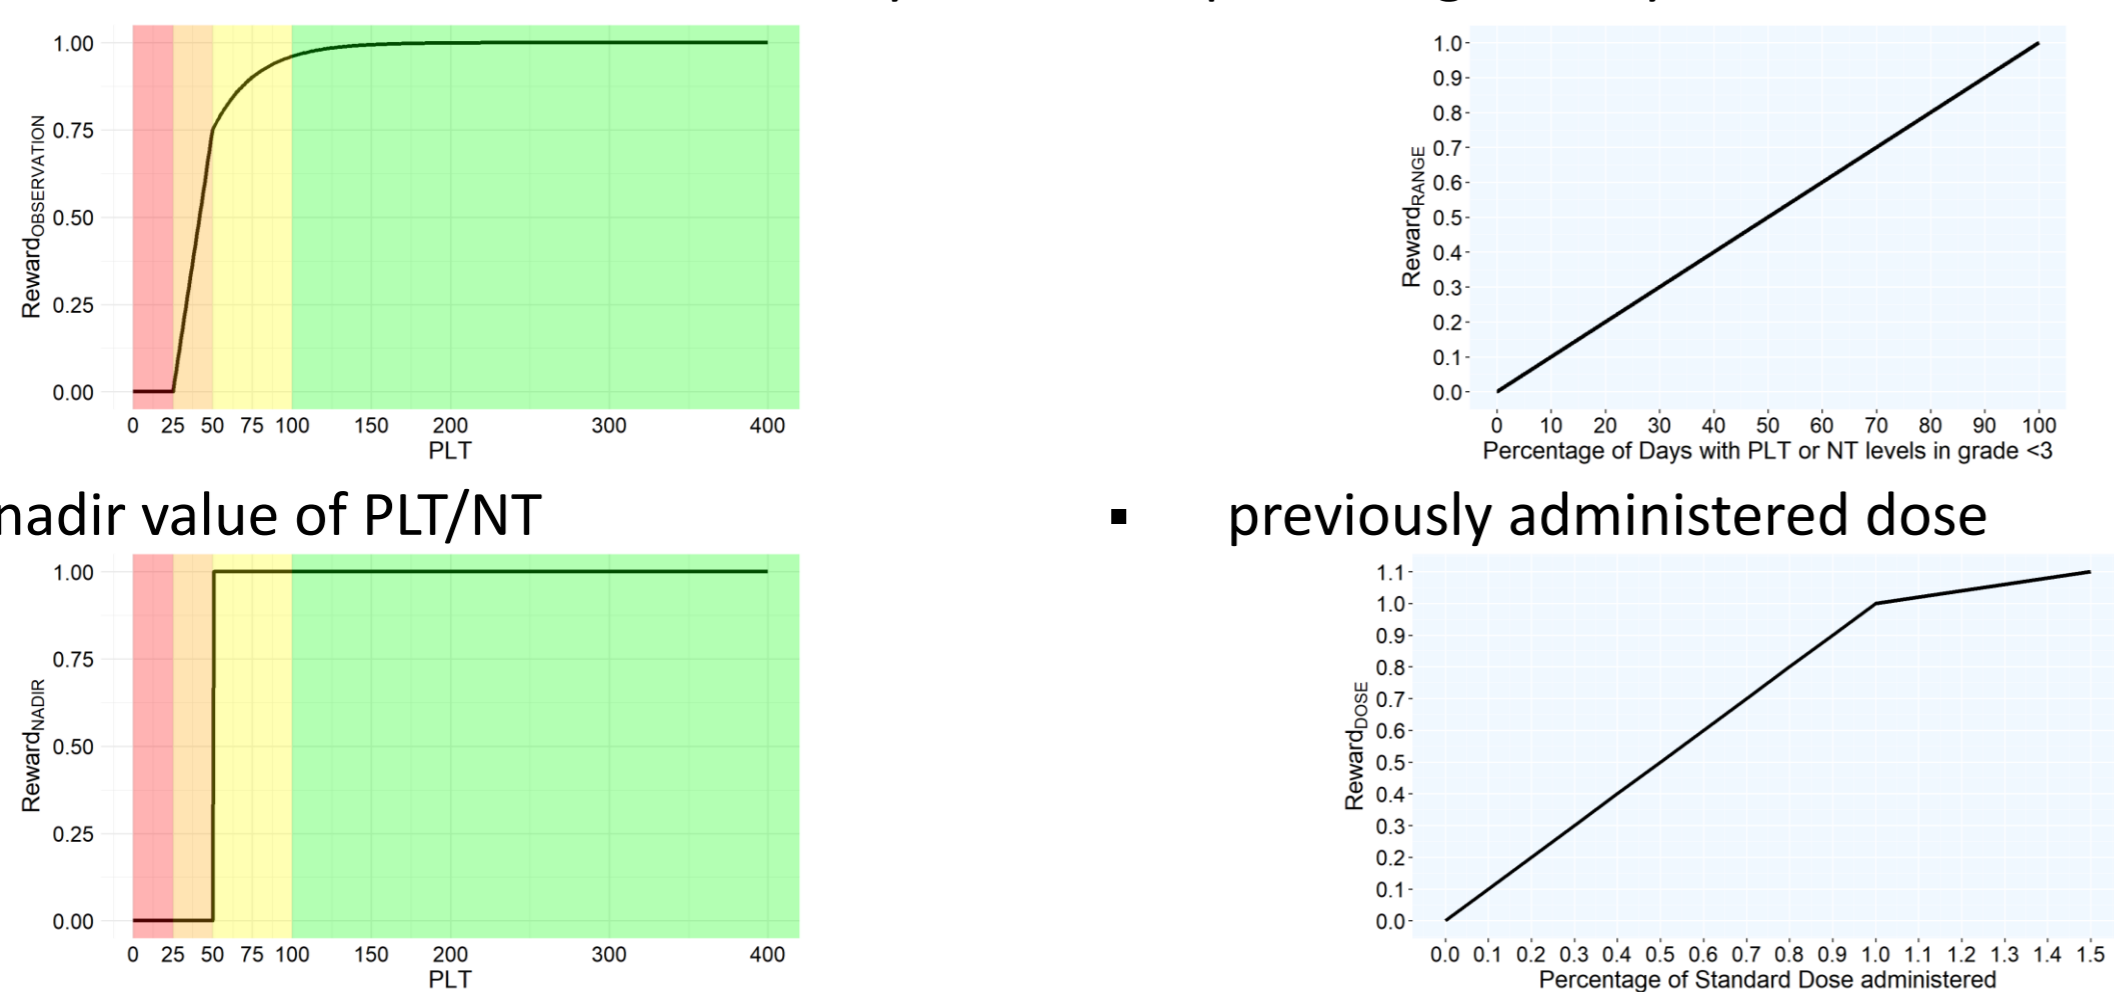 1.00
0.75
0.50
0.25
0.00
Reward_OBSERVATION
0 25 50 75 100 150 200 300 400
PLT
1.0
0.9
0.8
0.7
0.6
0.5
0.4
0.3
0.2
0.1
0.0
Reward_RANGE
0 10 20 30 40 50 60 70 80 90 100
Percentage of Days with PLT or NT levels in grade <3
nadir value of PLT/NT
▪ previously administered dose
1.00
0.75
0.50
0.25
0.00
Reward_NADIR
0 25 50 75 100 150 200 300 400
PLT
1.1
1.0
0.9
0.8
0.7
0.6
0.5
0.4
0.3
0.2
0.1
0.0
Reward_DOSE
0.0 0.1 0.2 0.3 0.4 0.5 0.6 0.7 0.8 0.9 1.0 1.1 1.2 1.3 1.4 1.5
Percentage of Standard Dose administered